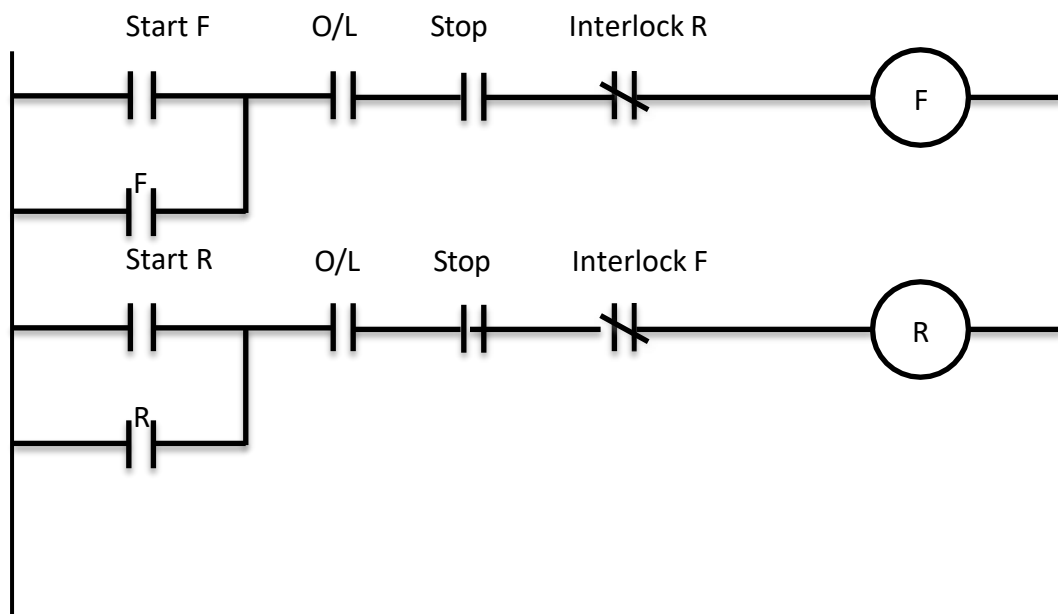 Start F O/L Stop Interlock R
F
F
Start R O/L Stop Interlock F
R
R